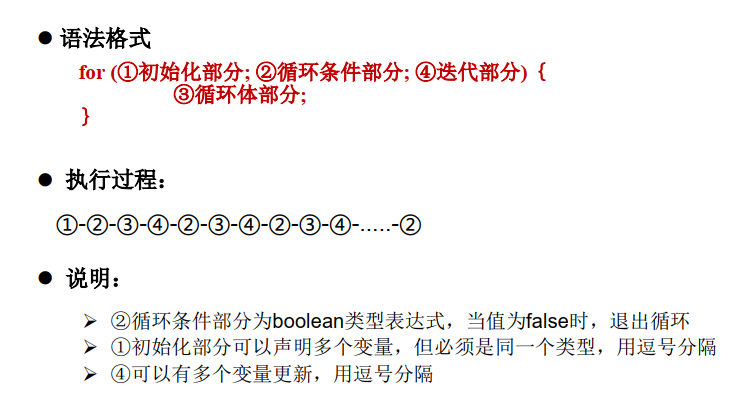 ● 语法格式
for (①初始化部分; ②循环条件部分; ④迭代部分) {
③循环体部分;
}
● 执行过程：
①-②-③-④-②-③-④-②-③-④-.....-②
● 说明：
➢ ②循环条件部分为boolean类型表达式，当值为false时，退出循环
➢ ①初始化部分可以声明多个变量，但必须是同一个类型，用逗号分隔
➢ ④可以有多个变量更新，用逗号分隔